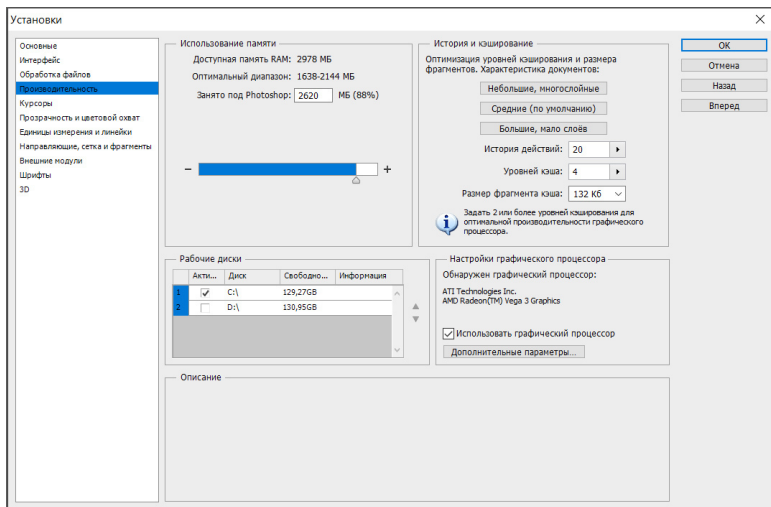 Установки
Основные
Интерфейс
Обработка файлов
Производительность
Курсоры
Прозрачность и цветовой охват
Единицы измерения и линейки
Направляющие, сетка и фрагменты
Внешние модули
Шрифты
3D
Использование памяти
Доступная память RAM: 2978 МБ
Оптимальный диапазон: 1638-2144 МБ
Занято под Photoshop: 2620 МБ (88%)
− +
История и кэширование
Оптимизация уровней кэширования и размера
фрагментов. Характеристика документов:
Небольшие, многослойные
Средние (по умолчанию)
Большие, мало слоёв
История действий: 20
Уровней кэша: 4
Размер фрагмента кэша: 132 Кб
Задать 2 или более уровней кэширования для
оптимальной производительности графического
процессора.
OK
Отмена
Назад
Вперед
Рабочие диски
Акти... Диск Свободно... Информация
1 C:\ 129,27GB
2 D:\ 130,95GB
Настройки графического процессора
Обнаружен графический процессор:
ATI Technologies Inc.
AMD Radeon(TM) Vega 3 Graphics
Использовать графический процессор
Дополнительные параметры...
Описание